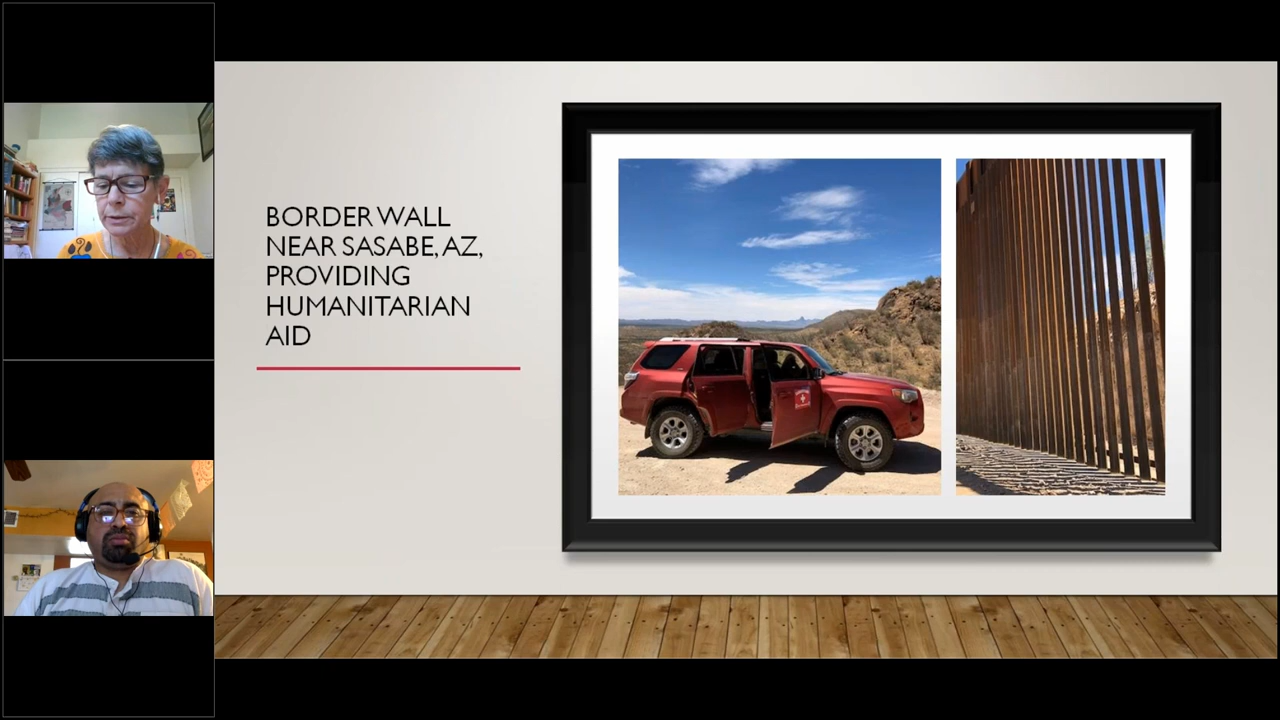 BORDER WALL
NEAR SASABE, AZ,
PROVIDING
HUMANITARIAN
AID